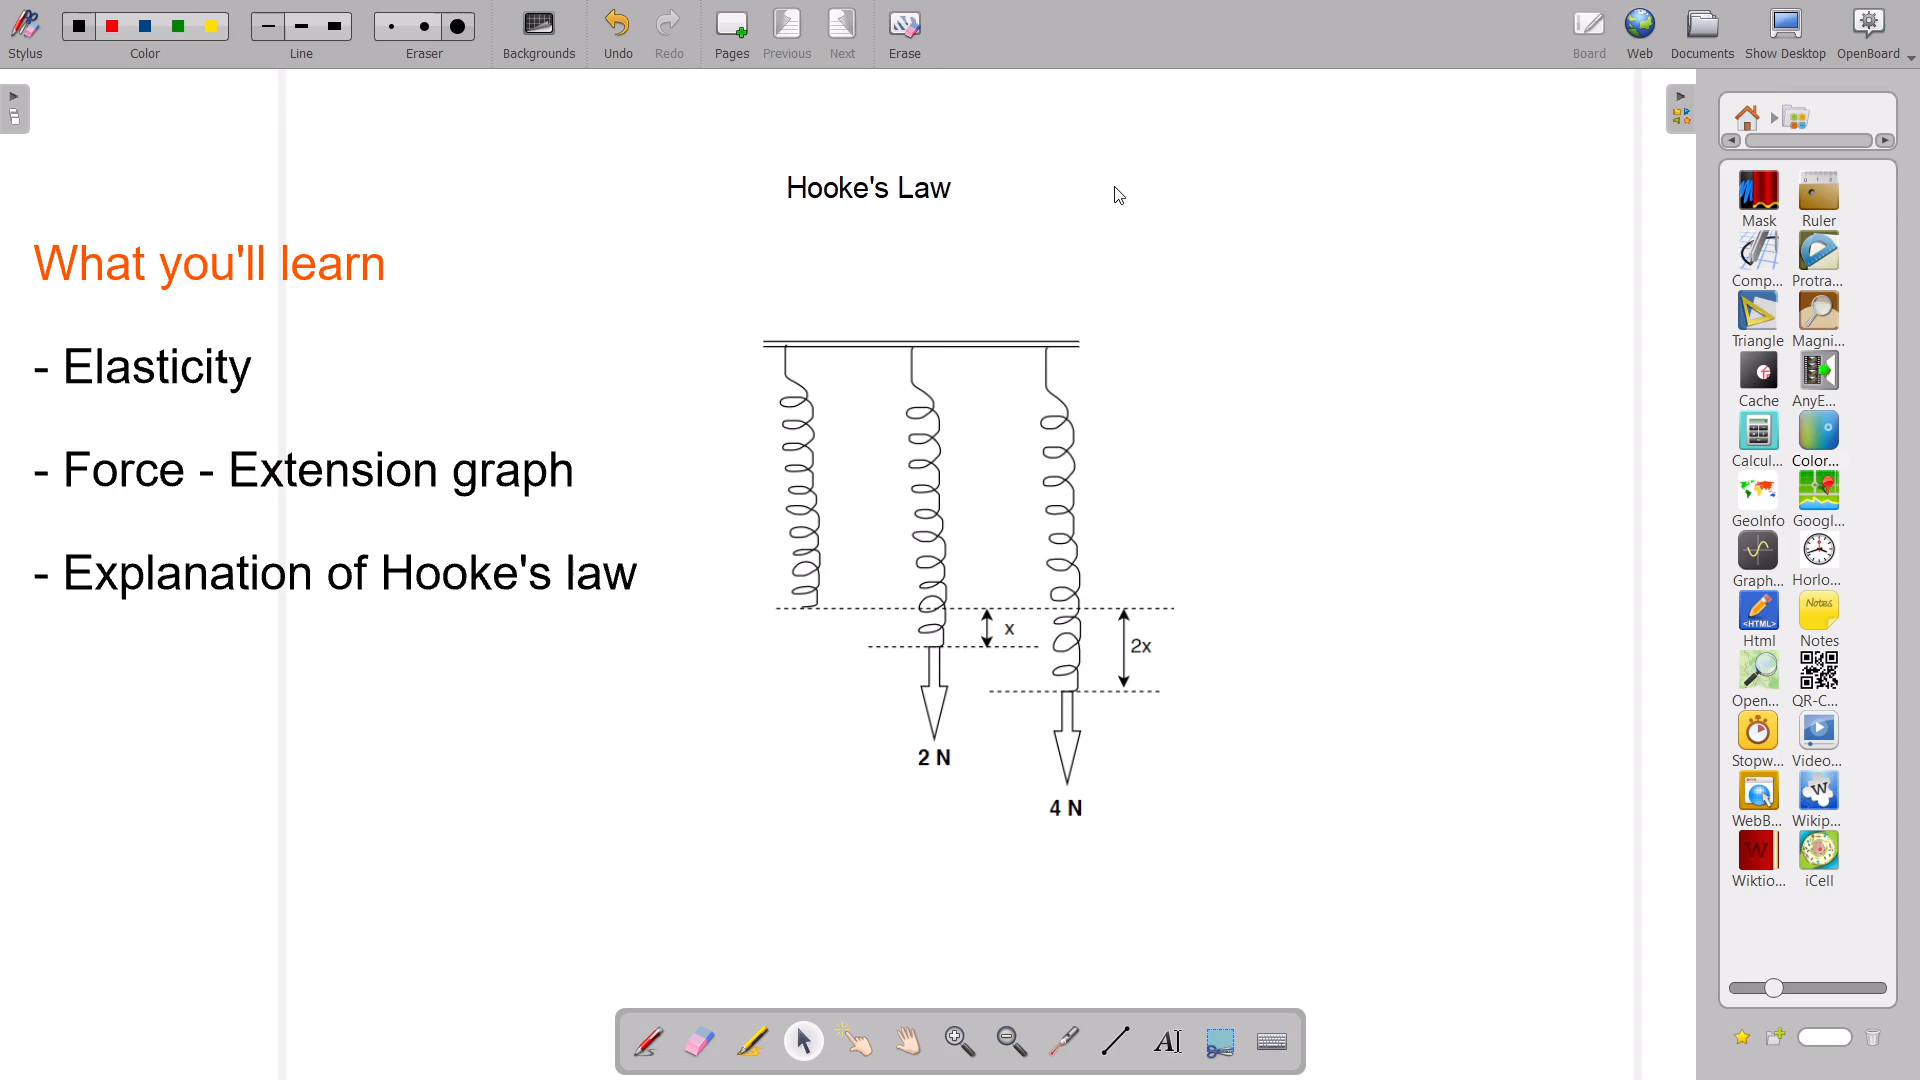 Stylus
Color
Line
Eraser
Backgrounds
Undo
Redo
Pages
Previous
Next
Erase
Board
Web
Documents
Show Desktop
OpenBoard
Hooke's Law
What you'll learn
- Elasticity
- Force - Extension graph
- Explanation of Hooke's law
x
2x
2 N
4 N
Mask
Ruler
Comp...
Protra...
Triangle
Magni...
Cache
AnyE...
Calcul...
Color...
GeoInfo
Googl...
Graph...
Horlo...
<HTML>
Html
Notes
Notes
Open...
QR-C...
Stopw...
Video...
WebB...
W
Wikip...
W
Wiktio...
iCell
AI